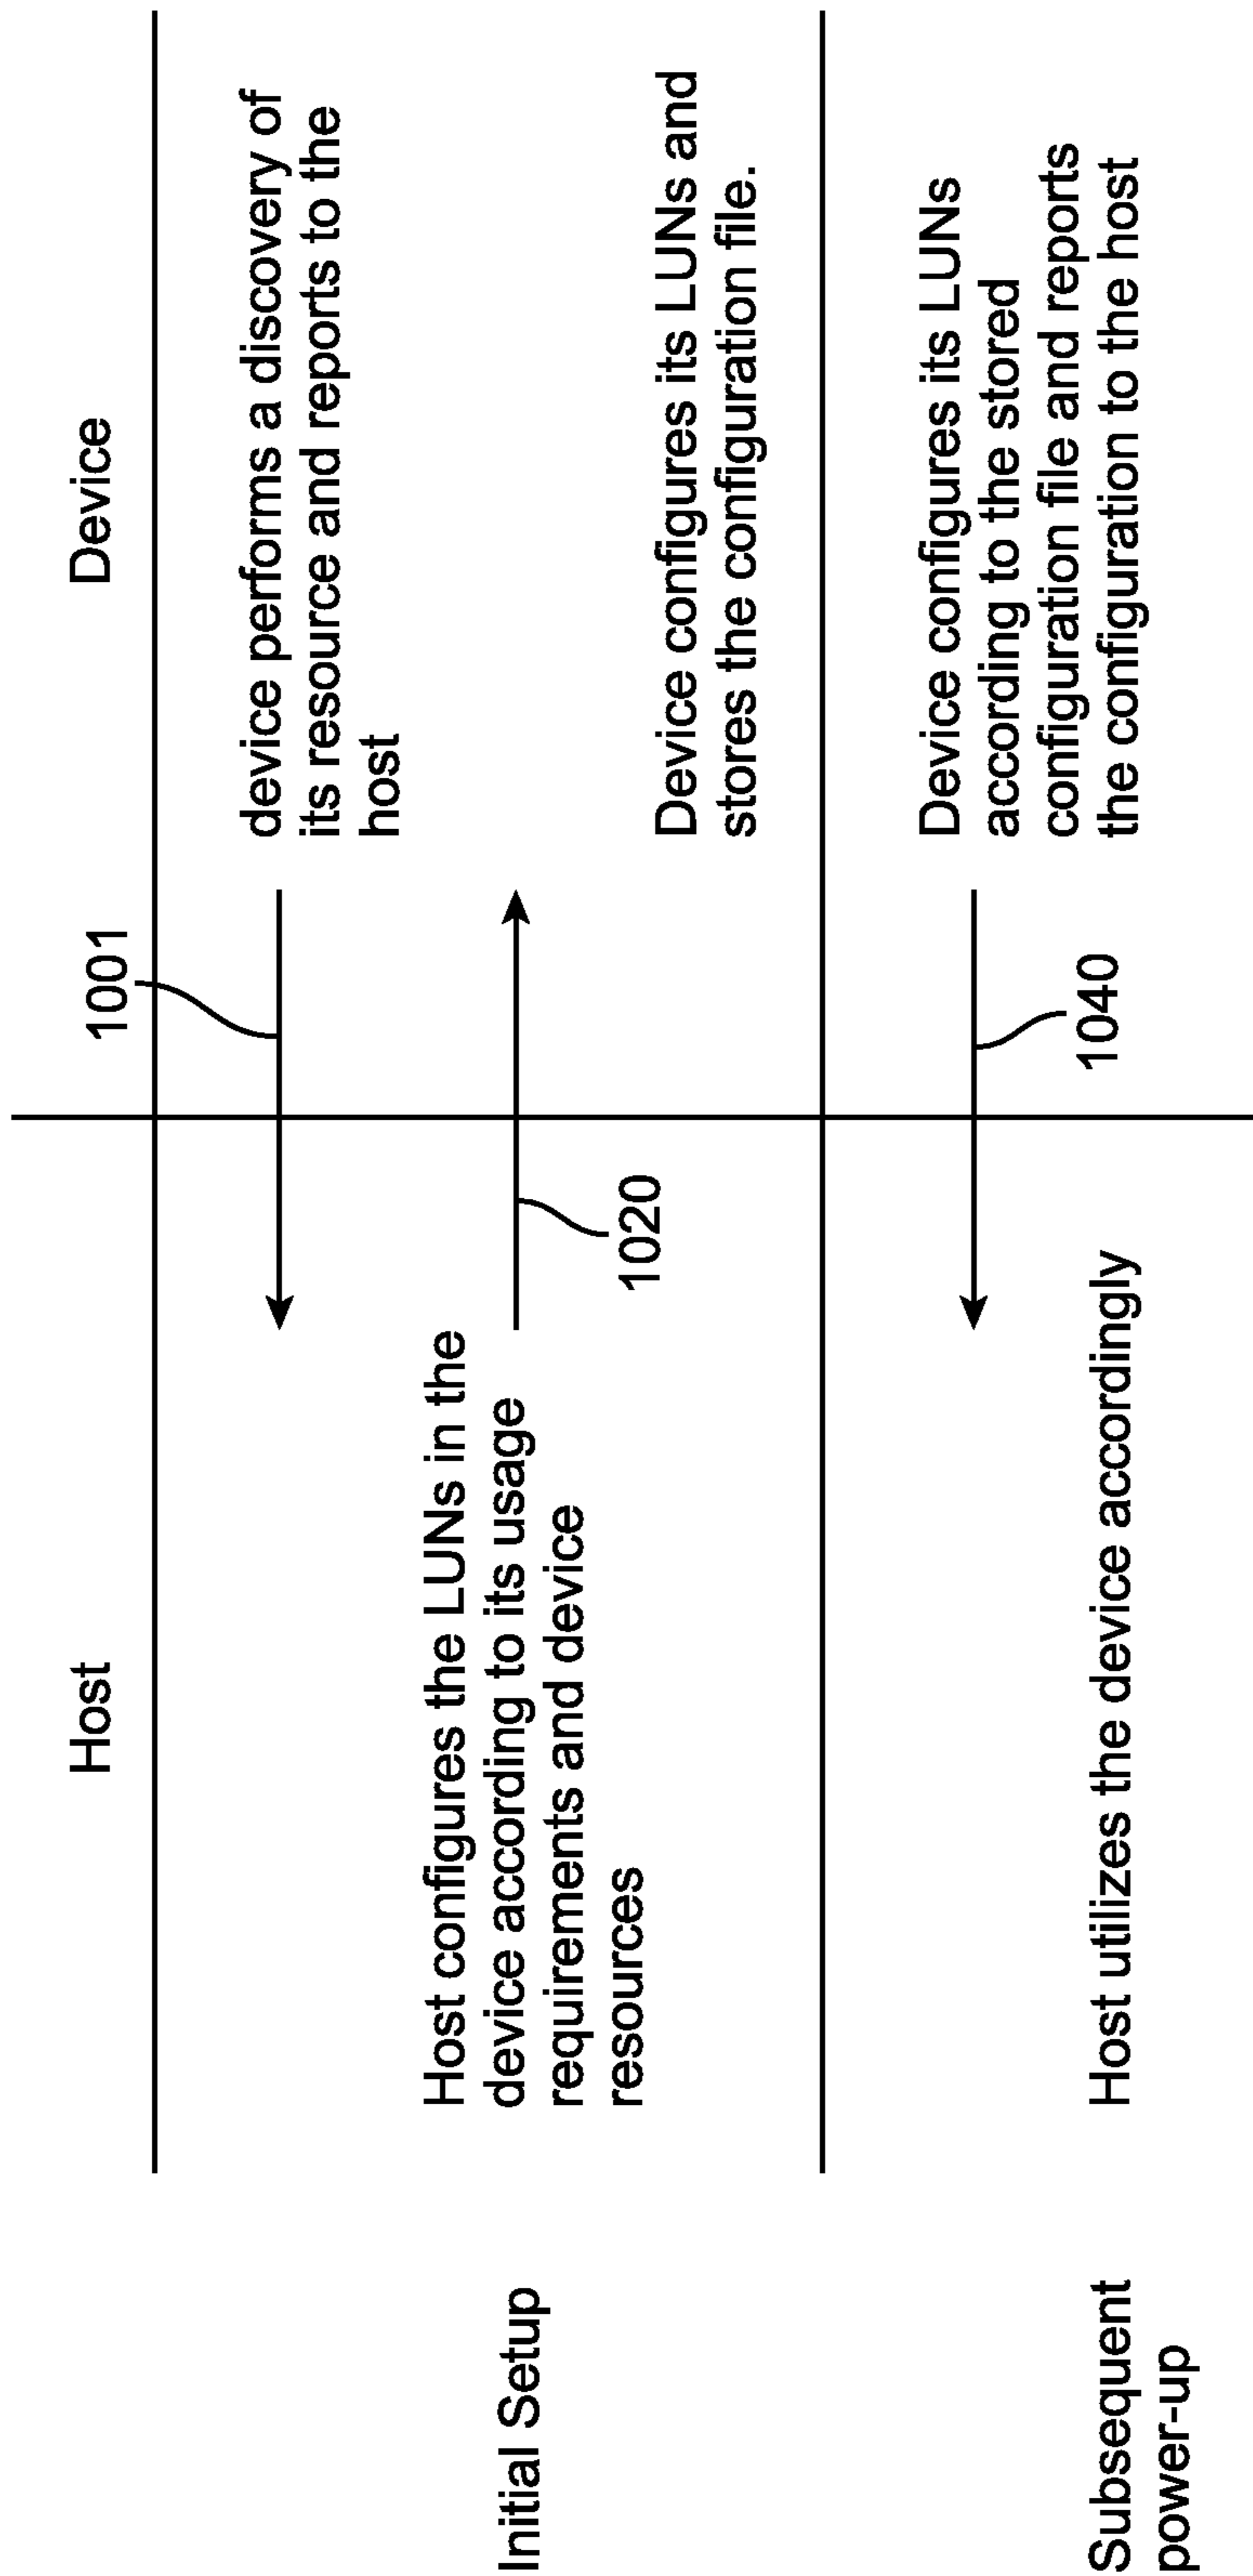 Host
Device
1001
device performs a discovery of
its resource and reports to the
host
Initial Setup
Host configures the LUNs in the
device according to its usage
requirements and device
resources
1020
Device configures its LUNs and
stores the configuration file.
Subsequent
power-up
Device configures its LUNs
according to the stored
configuration file and reports
the configuration to the host
1040
Host utilizes the device accordingly